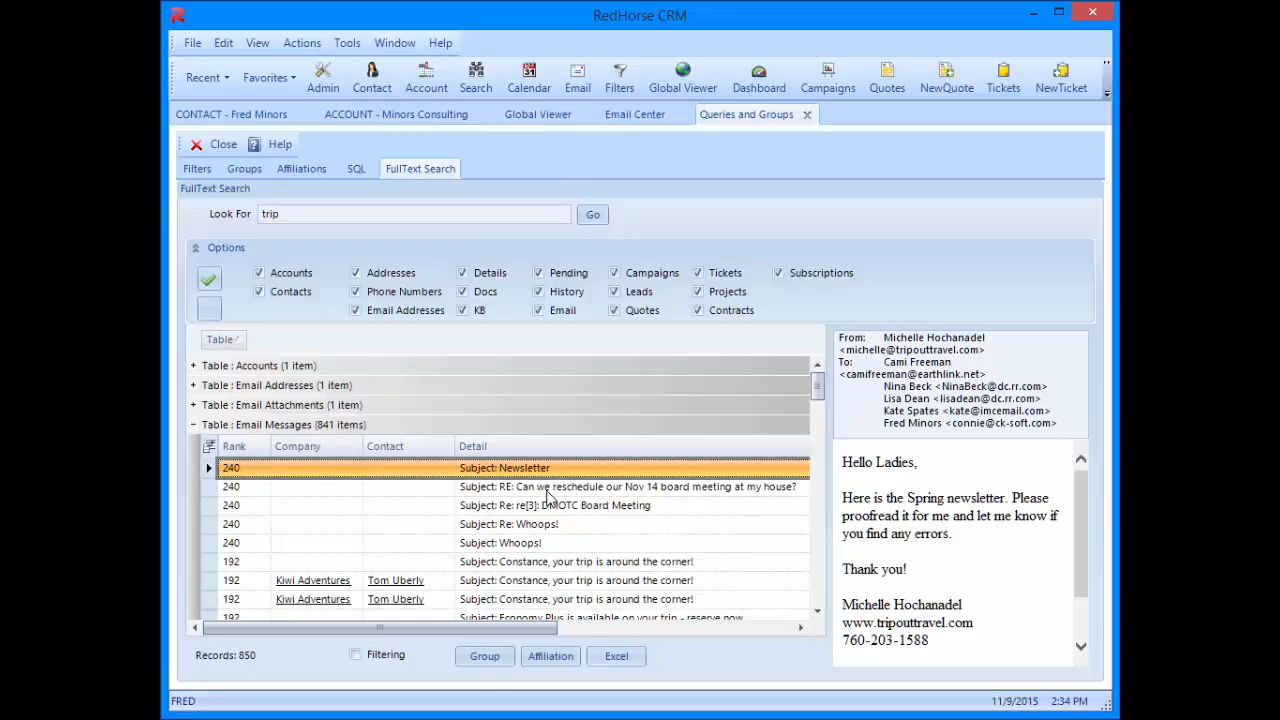 RedHorse CRM
File Edit View Actions Tools Window Help
Recent Favorites Admin Contact Account Search Calendar Email Filters Global Viewer Dashboard Campaigns Quotes NewQuote Tickets NewTicket
CONTACT - Fred Minors ACCOUNT - Minors Consulting Global Viewer Email Center Queries and Groups
Close Help
Filters Groups Affiliations SQL FullText Search
FullText Search
Look For trip Go
Options
Accounts Addresses Details Pending Campaigns Tickets Subscriptions
Contacts Phone Numbers Docs History Leads Projects
Email Addresses KB Email Quotes Contracts
Table
Table : Accounts (1 item)
Table : Email Addresses (1 item)
Table : Email Attachments (1 item)
Table : Email Messages (841 items)
Rank Company Contact Detail
240 Subject: Newsletter
240 Subject: RE: Can we reschedule our Nov 14 board meeting at my house?
240 Subject: Re: re[3]: DMOTC Board Meeting
240 Subject: Re: Whoops!
240 Subject: Whoops!
192 Subject: Constance, your trip is around the corner!
192 Kiwi Adventures Tom Uberly Subject: Constance, your trip is around the corner!
192 Kiwi Adventures Tom Uberly Subject: Constance, your trip is around the corner!
192 Subject: Economy Plus is available on your trip - reserve now
From: Michelle Hochanadel
<michelle@tripouttravel.com>
To: Cami Freeman
<camifreeman@earthlink.net>
Nina Beck <NinaBeck@dc.rr.com>
Lisa Dean <lisadean@dc.rr.com>
Kate Spates <kate@imcemail.com>
Fred Minors <connie@ck-soft.com>
Hello Ladies,
Here is the Spring newsletter. Please
proofread it for me and let me know if
you find any errors.
Thank you!
Michelle Hochanadel
www.tripouttravel.com
760-203-1588
Records: 850 Filtering Group Affiliation Excel
FRED 11/9/2015 2:34 PM